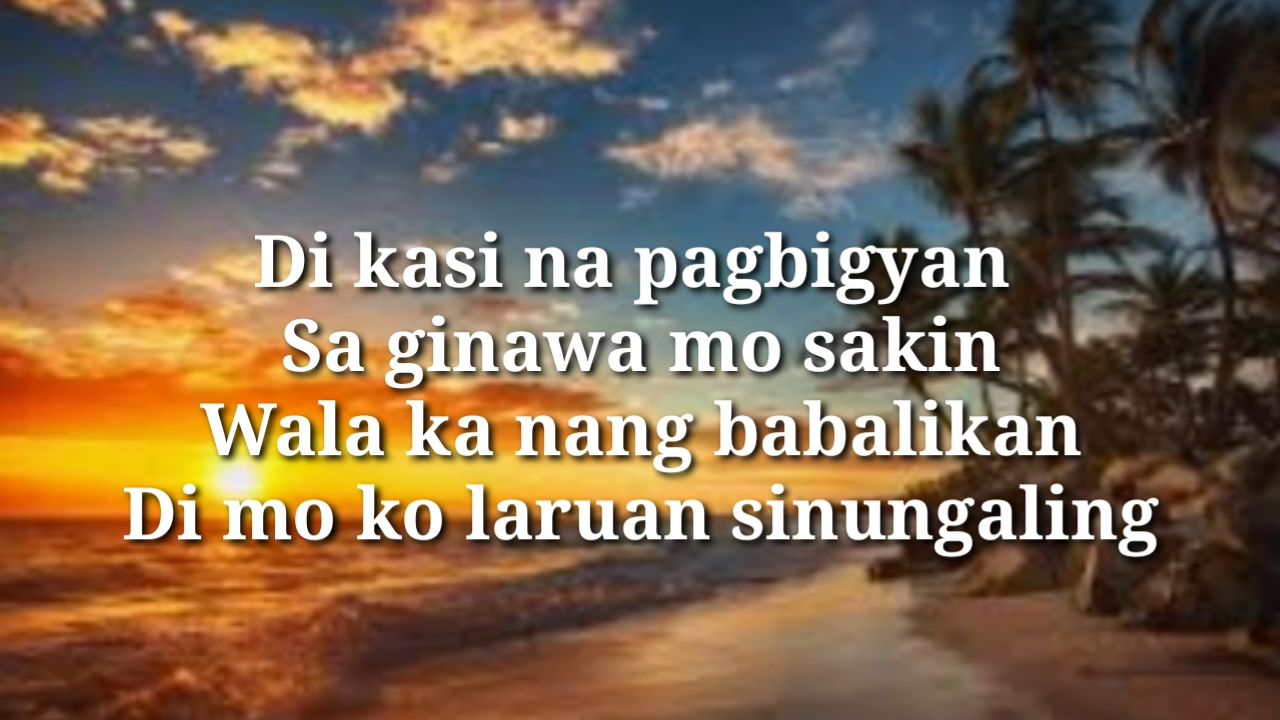 Di kasi na pagbigyan
Sa ginawa mo sakin
Wala ka nang babalikan
Di mo ko laruan sinungaling